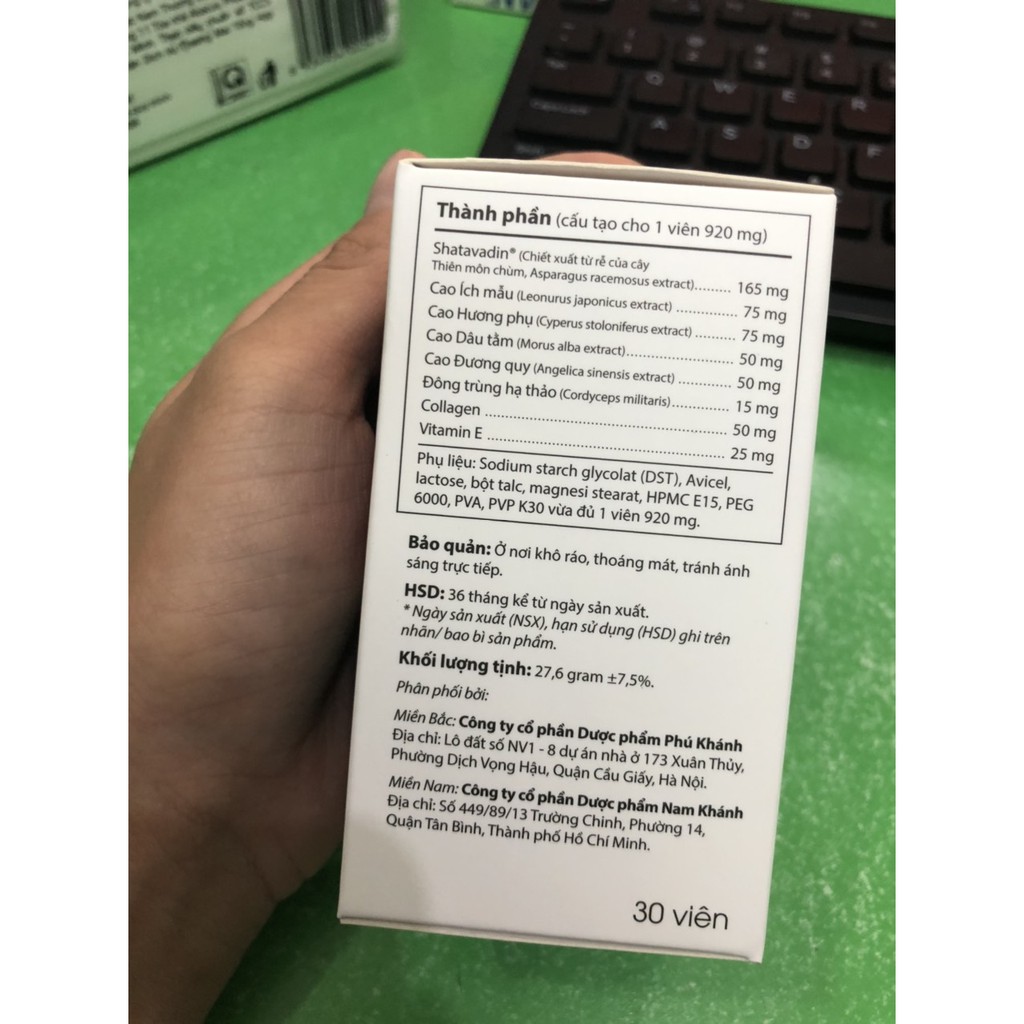 Thành phần (cấu tạo cho 1 viên 920 mg)
Shatavadin* (Chiết xuất từ rễ của cây
Thiên môn chùm, Asparagus racemosus extract)......... 165 mg
Cao Ích mẫu (Leonurus japonicus extract) ............... 75 mg
Cao Hương phụ (Cyperus stoloniferus extract) .......... 75 mg
Cao Dâu tằm (Morus alba extract)........................... 50 mg
Cao Đương quy (Angelica sinensis extract) ............. 50 mg
Đông trùng hạ thảo (Cordyceps militaris).............. 15 mg
Collagen ............................................................ 50 mg
Vitamin E ........................................................... 25 mg
Phụ liệu: Sodium starch glycolat (DST), Avicel,
lactose, bột talc, magnesi stearat, HPMC E15, PEG
6000, PVA, PVP K30 vừa đủ 1 viên 920 mg.
Bảo quản: Ở nơi khô ráo, thoáng mát, tránh ánh
sáng trực tiếp.
HSD: 36 tháng kể từ ngày sản xuất.
* Ngày sản xuất (NSX), hạn sử dụng (HSD) ghi trên
nhãn/ bao bì sản phẩm.
Khối lượng tịnh: 27,6 gram ±7,5%.
Phân phối bởi:
Miền Bắc: Công ty cổ phần Dược phẩm Phú Khánh
Địa chỉ: Lô đất số NV1 - 8 dự án nhà ở 173 Xuân Thủy,
Phường Dịch Vọng Hậu, Quận Cầu Giấy, Hà Nội.
Miền Nam: Công ty cổ phần Dược phẩm Nam Khánh
Địa chỉ: Số 449/89/13 Trường Chinh, Phường 14,
Quận Tân Bình, Thành phố Hồ Chí Minh.
30 viên
Q W E R
A S D F